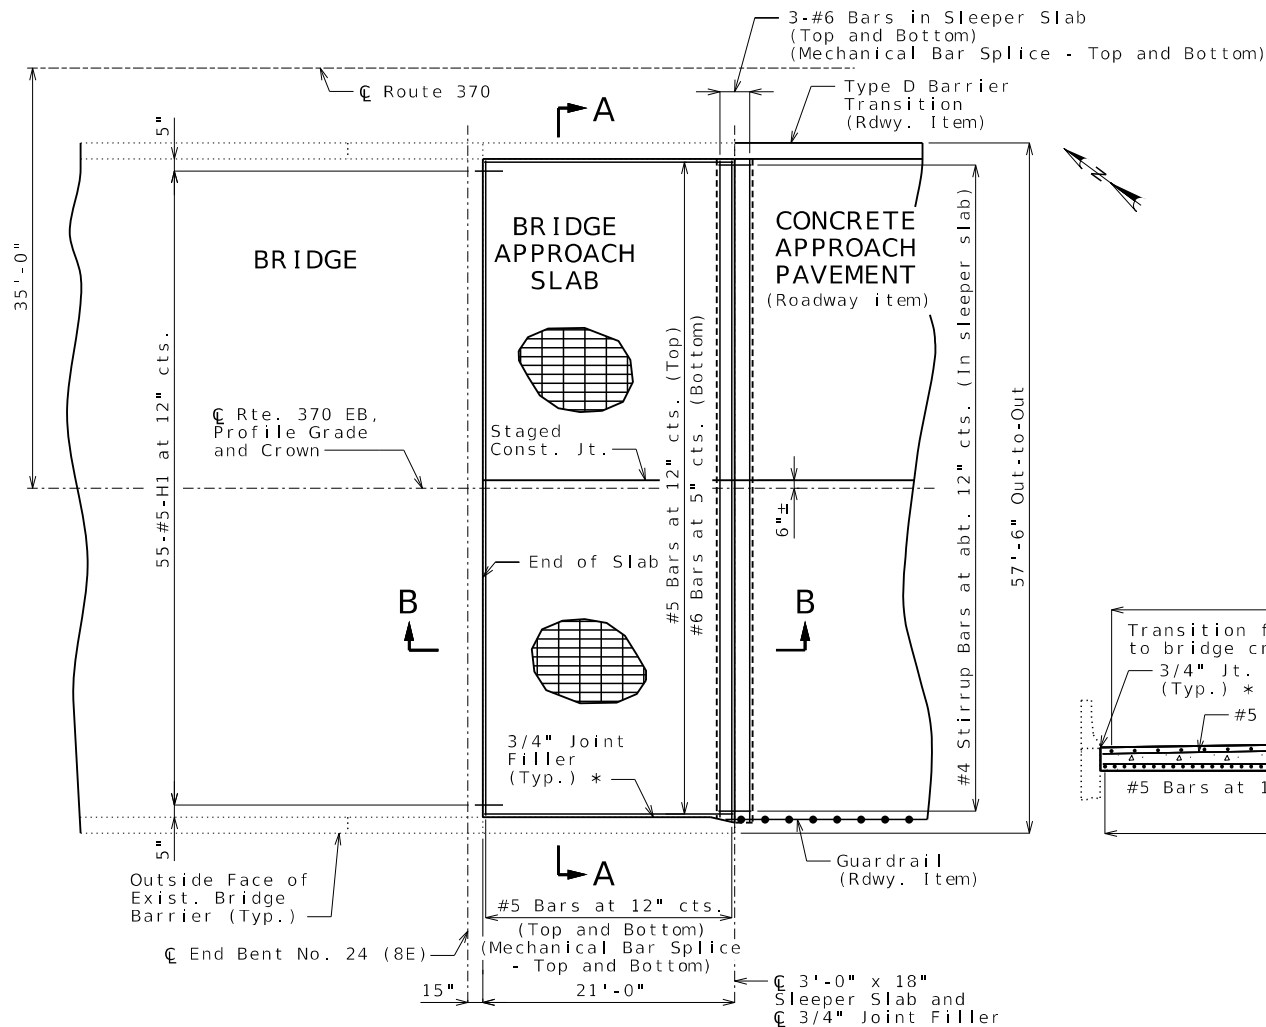 3-#6 Bars in Sleeper Slab
(Top and Bottom)
(Mechanical Bar Splice - Top and Bottom)
℄ Route 370
A
Type D Barrier
Transition
(Rdwy. Item)
5"
N
35'-0"
BRIDGE
BRIDGE
APPROACH
SLAB
CONCRETE
APPROACH
PAVEMENT
(Roadway item)
55-#5-H1 at 12" cts.
#5 Bars at 12" cts. (Top)
#6 Bars at 5" cts. (Bottom)
#4 Stirrup Bars at abt. 12" cts. (In sleeper slab)
57'-6" Out-to-Out
℄ Rte. 370 EB,
Profile Grade
and Crown
Staged
Const. Jt.
6"±
End of Slab
B
B
Transition f
to bridge cr
3/4" Jt.
(Typ.) *
#5
#5 Bars at 1
3/4" Joint
Filler
(Typ.) *
5"
A
Guardrail
(Rdwy. Item)
Outside Face of
Exist. Bridge
Barrier (Typ.)
#5 Bars at 12" cts.
(Top and Bottom)
(Mechanical Bar Splice
- Top and Bottom)
℄ End Bent No. 24 (8E)
15"
21'-0"
℄ 3'-0" x 18"
Sleeper Slab and
℄ 3/4" Joint Filler